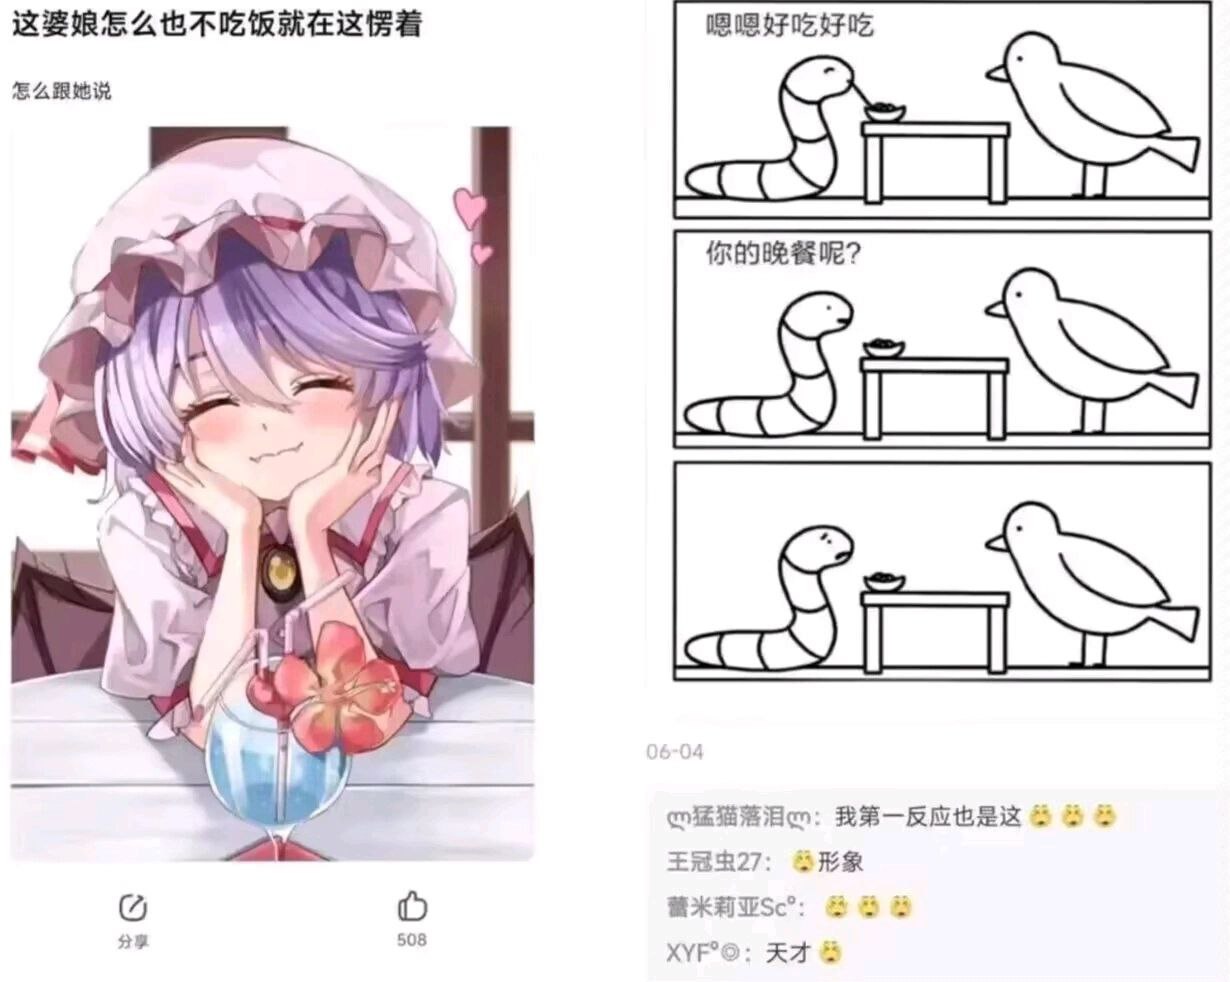 这婆娘怎么也不吃饭就在这愣着
怎么跟她说
分享
508
嗯嗯好吃好吃
你的晚餐呢?
06-04
ლ猛猫落泪ლ: 我第一反应也是这
王冠虫27: 形象
蕾米莉亚Sc°:
XYF°◎: 天才